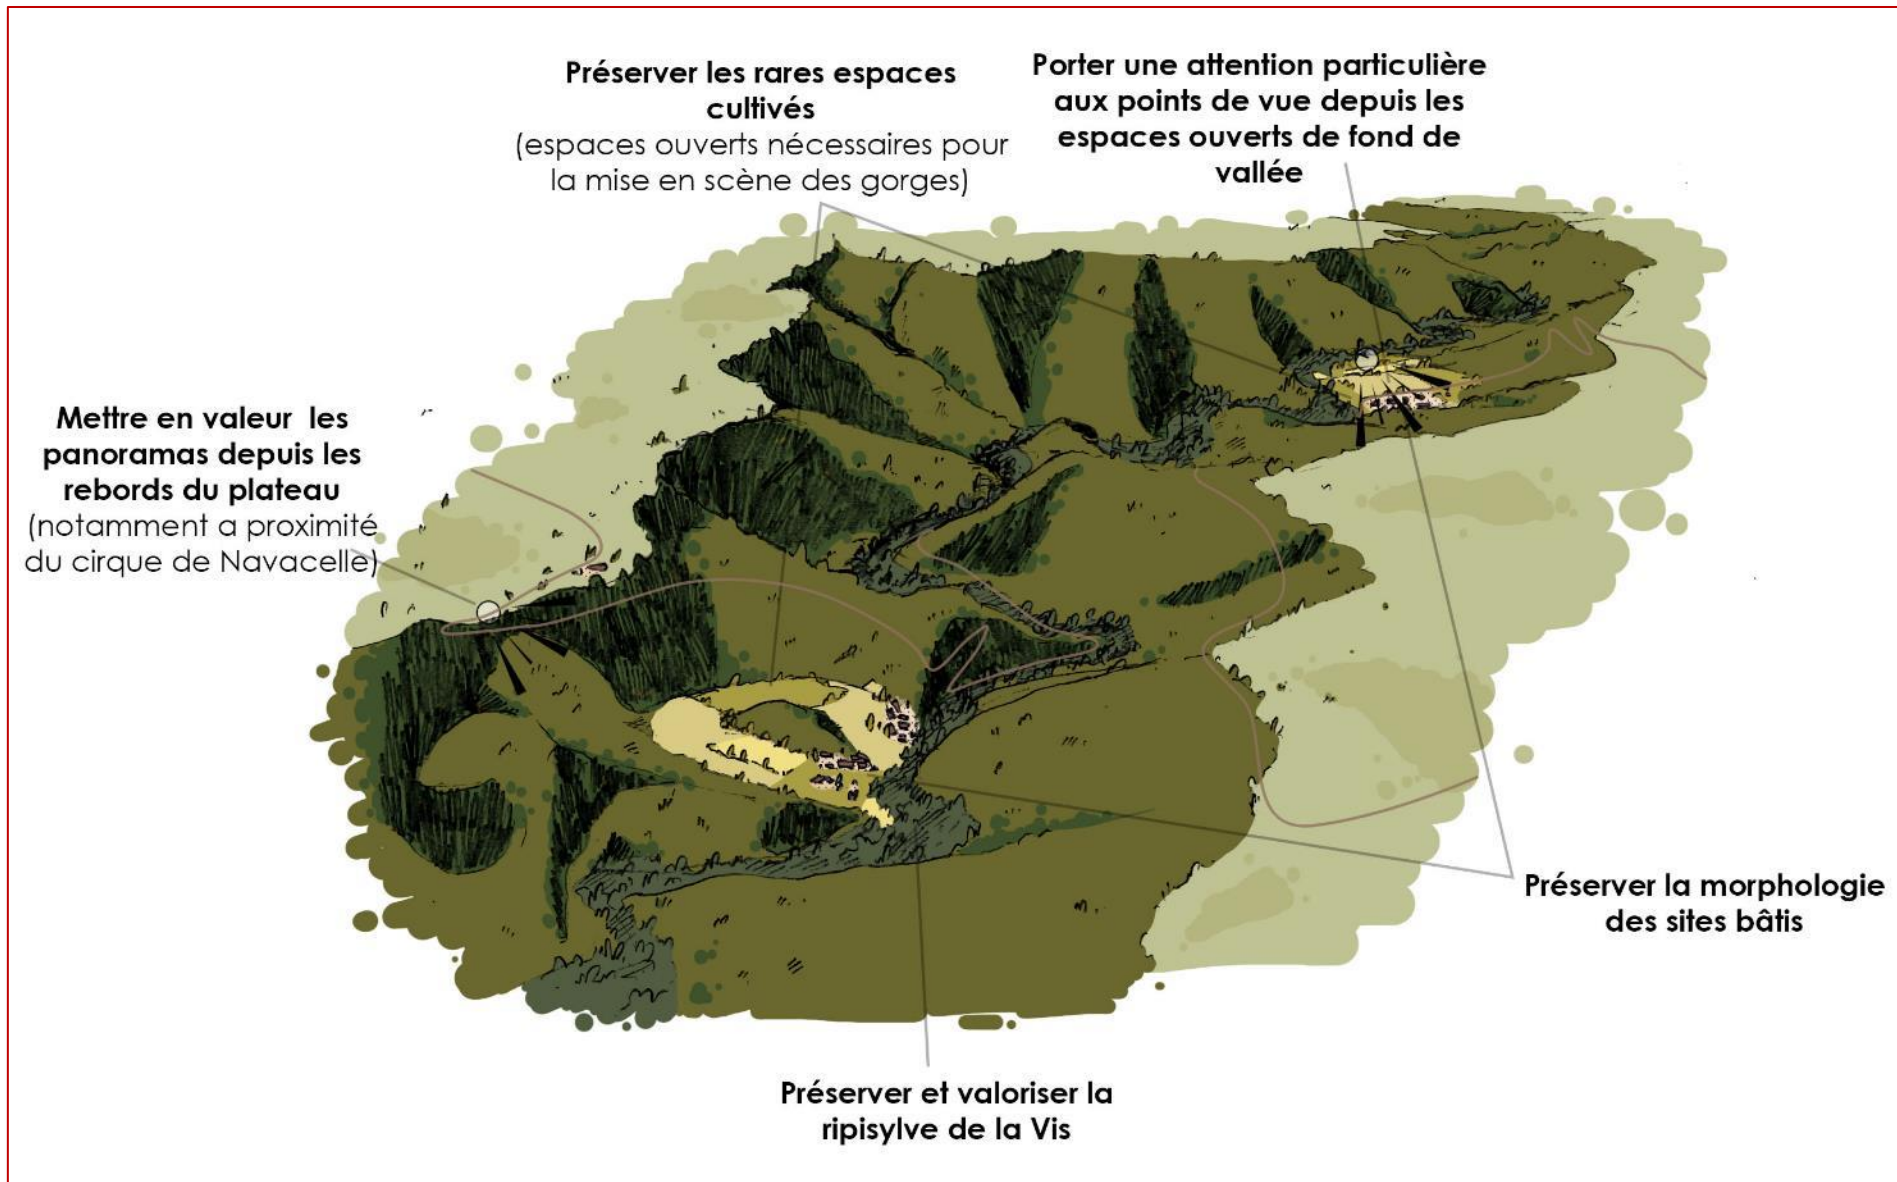 Préserver les rares espaces
cultivés
(espaces ouverts nécessaires pour
la mise en scène des gorges)
Porter une attention particulière
aux points de vue depuis les
espaces ouverts de fond de
vallée
Mettre en valeur les
panoramas depuis les
rebords du plateau
(notamment a proximité
du cirque de Navacelle)
Préserver la morphologie
des sites bâtis
Préserver et valoriser la
ripisylve de la Vis